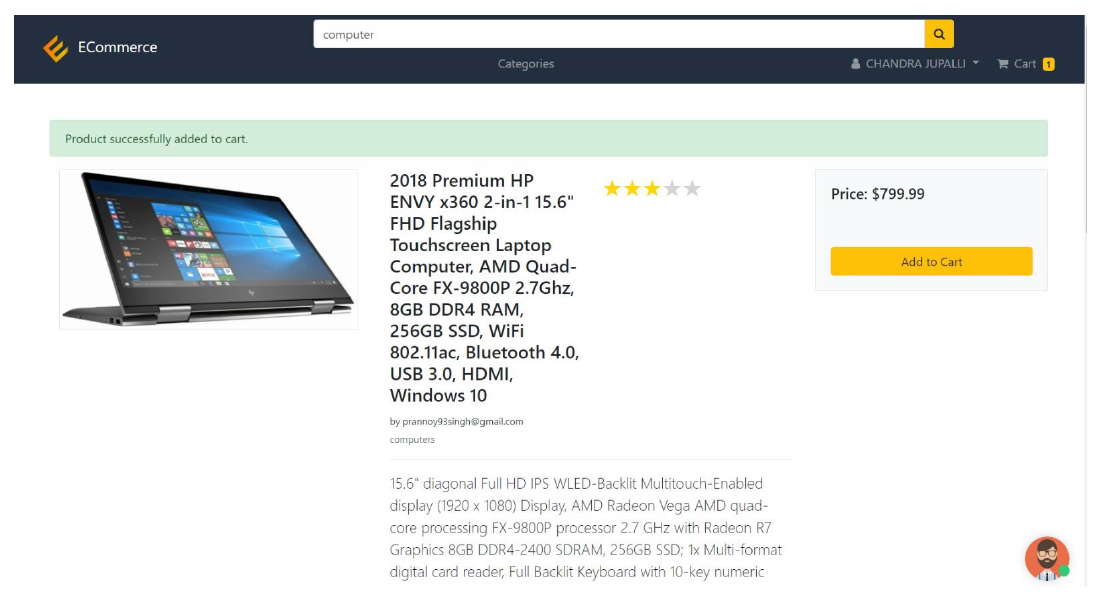 computer
ECommerce
Categories
CHANDRA JUPALLI
Cart 1
Product successfully added to cart.
2018 Premium HP
ENVY x360 2-in-1 15.6"
FHD Flagship
Touchscreen Laptop
Computer, AMD Quad-
Core FX-9800P 2.7Ghz,
8GB DDR4 RAM,
256GB SSD, WiFi
802.11ac, Bluetooth 4.0,
USB 3.0, HDMI,
Windows 10
by prannoy93singh@gmail.com
computers
Price: $799.99
Add to Cart
15.6" diagonal Full HD IPS WLED-Backlit Multitouch-Enabled
display (1920 x 1080) Display, AMD Radeon Vega AMD quad-
core processing FX-9800P processor 2.7 GHz with Radeon R7
Graphics 8GB DDR4-2400 SDRAM, 256GB SSD; 1x Multi-format
digital card reader, Full Backlit Keyboard with 10-key numeric